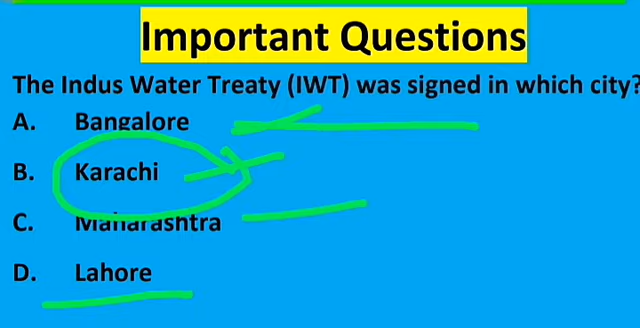 Important Questions
The Indus Water Treaty (IWT) was signed in which city?
A. Bangalore
B. Karachi
C. Maharashtra
D. Lahore